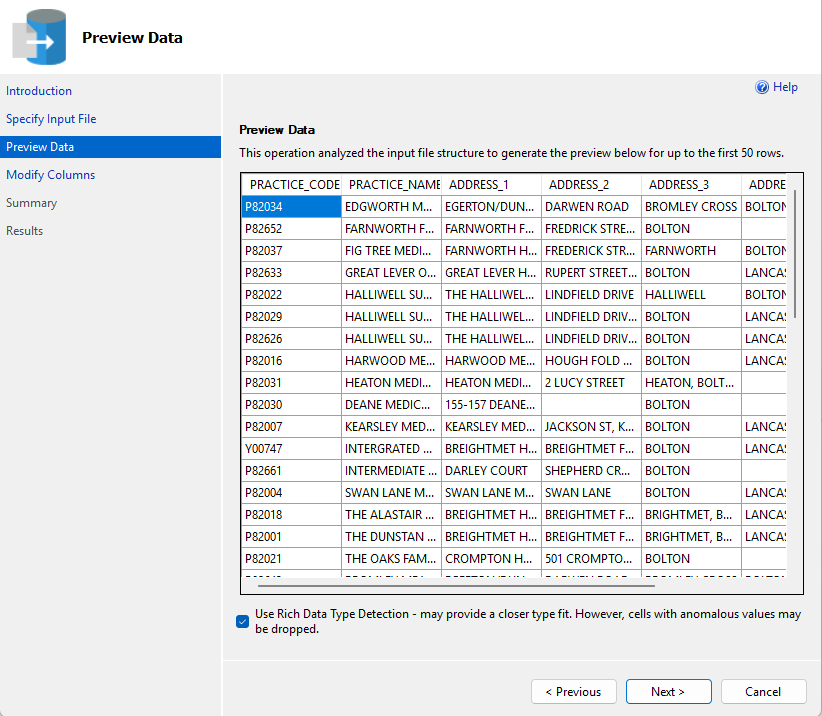 Preview Data
Introduction
Specify Input File
Preview Data
Modify Columns
Summary
Results
Help
Preview Data
This operation analyzed the input file structure to generate the preview below for up to the first 50 rows.
PRACTICE_CODE PRACTICE_NAME ADDRESS_1 ADDRESS_2 ADDRESS_3 ADDRE
P82034 EDGWORTH M... EGERTON/DUN... DARWEN ROAD BROMLEY CROSS BOLTON
P82652 FARNWORTH F... FARNWORTH F... FREDRICK STRE... BOLTON
P82037 FIG TREE MEDI... FARNWORTH H... FREDERICK STR... FARNWORTH BOLTON
P82633 GREAT LEVER O... GREAT LEVER H... RUPERT STREET... BOLTON LANCAS
P82022 HALLIWELL SU... THE HALLIWEL... LINDFIELD DRIVE HALLIWELL BOLTON
P82029 HALLIWELL SU... THE HALLIWEL... LINDFIELD DRIV... BOLTON LANCAS
P82626 HALLIWELL SU... THE HALLIWEL... LINDFIELD DRIV... BOLTON LANCAS
P82016 HARWOOD ME... HARWOOD ME... HOUGH FOLD ... BOLTON LANCAS
P82031 HEATON MEDI... HEATON MEDI... 2 LUCY STREET HEATON, BOLT...
P82030 DEANE MEDIC... 155-157 DEANE... BOLTON
P82007 KEARSLEY MED... KEARSLEY MED... JACKSON ST, K... BOLTON LANCAS
Y00747 INTERGRATED ... BREIGHTMET H... BREIGHTMET F... BOLTON LANCAS
P82661 INTERMEDIATE ... DARLEY COURT SHEPHERD CR... BOLTON
P82004 SWAN LANE M... SWAN LANE M... SWAN LANE BOLTON LANCAS
P82018 THE ALASTAIR ... BREIGHTMET H... BREIGHTMET F... BRIGHTMET, B... LANCAS
P82001 THE DUNSTAN ... BREIGHTMET H... BREIGHTMET F... BRIGHTMET, B... LANCAS
P82021 THE OAKS FAM... CROMPTON H... 501 CROMPTO... BOLTON
Use Rich Data Type Detection - may provide a closer type fit. However, cells with anomalous values may
be dropped.
< Previous Next > Cancel